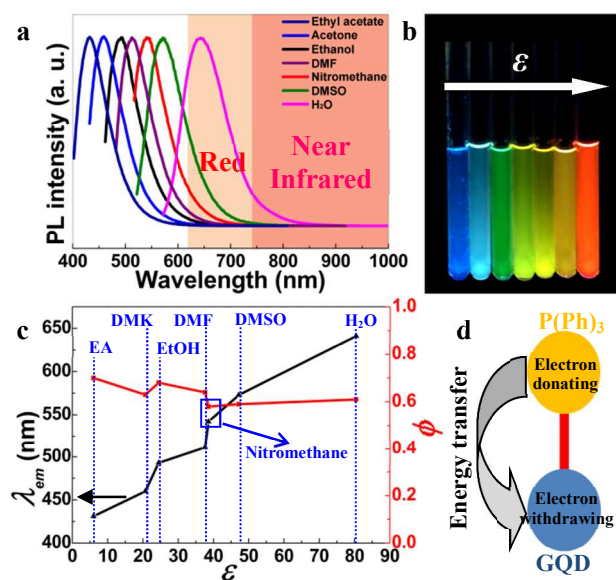 a
PL intensity (a. u.)
Ethyl acetate
Acetone
Ethanol
DMF
Nitromethane
DMSO
H₂O
Red
Near
Infrared
400 500 600 700 800 900 1000
Wavelength (nm)
b
ε
c
λem (nm)
650
600
550
500
450
400
EA
DMK
EtOH
DMF
DMSO
H₂O
Nitromethane
1.0
0.8
0.6
0.4
0.2
0.0
ϕ
0 10 20 30 40 50 60 70 80 90
ε
d
P(Ph)₃
Electron
donating
Energy transfer
Electron
withdrawing
GQD